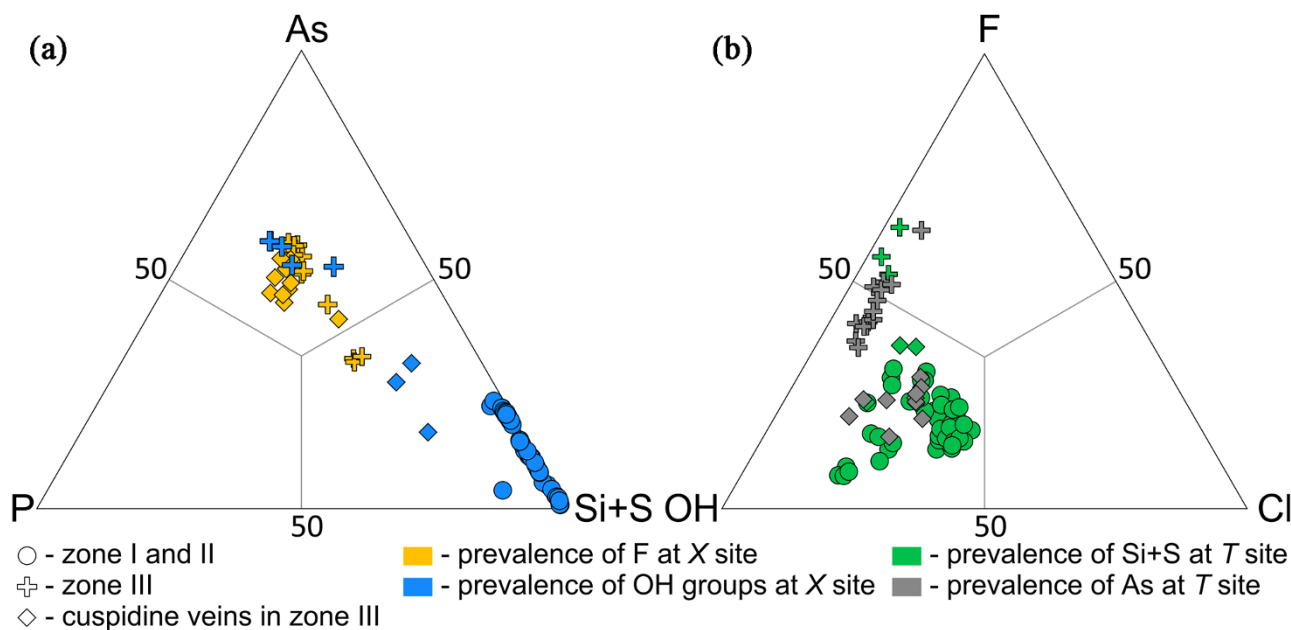 (a)
As
50
50
P
50
Si+S
(b)
F
50
50
OH
50
Cl
- zone I and II
- zone III
- cuspidine veins in zone III
- prevalence of F at X site
- prevalence of OH groups at X site
- prevalence of Si+S at T site
- prevalence of As at T site